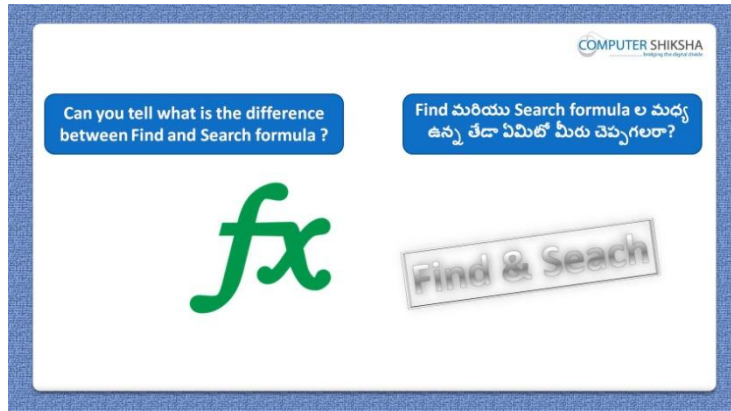 COMPUTER SHIKSHA
bridging the digital divide
Can you tell what is the difference
between Find and Search formula ?
Find మరియు Search formula ల మధ్య
ఉన్న తేడా ఏమిటో మీరు చెప్పగలరా?
fx
Find & Seach